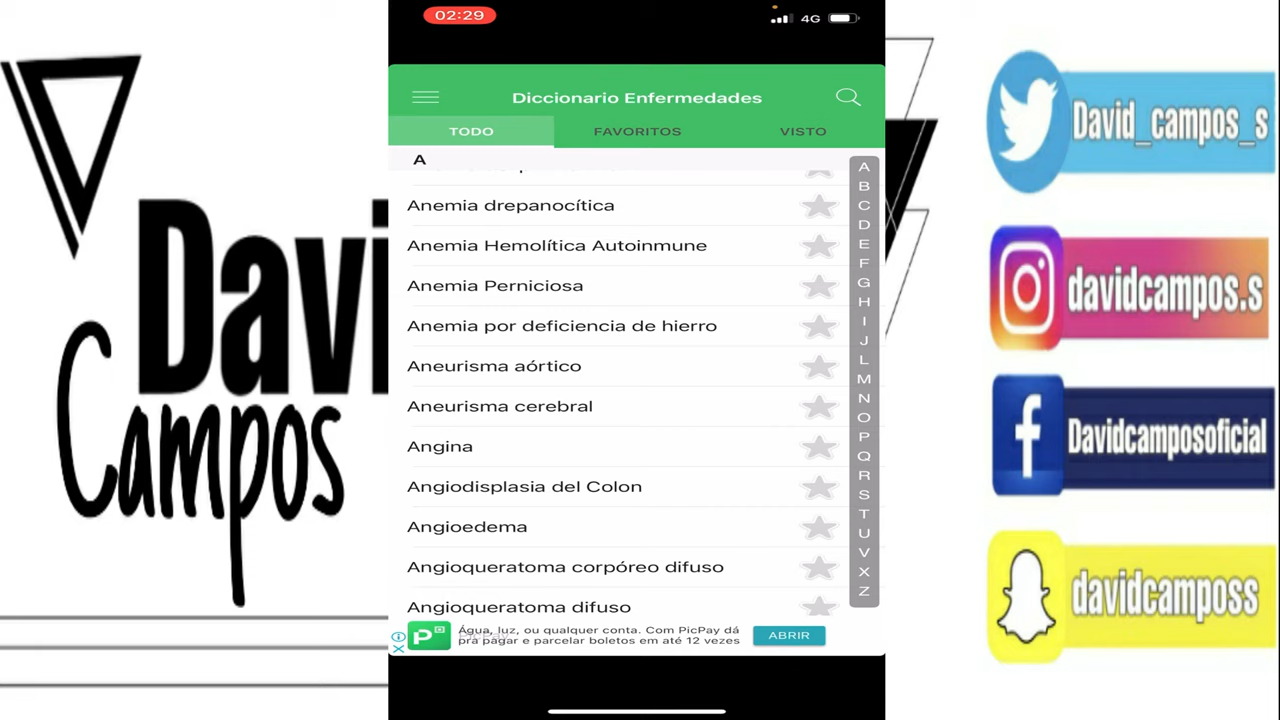 02:29
4G
Diccionario Enfermedades
TODO
FAVORITOS
VISTO
A
Anemia drepanocítica
Anemia Hemolítica Autoinmune
Anemia Perniciosa
Anemia por deficiencia de hierro
Aneurisma aórtico
Aneurisma cerebral
Angina
Angiodisplasia del Colon
Angioedema
Angioqueratoma corpóreo difuso
Angioqueratoma difuso
A
B
C
D
E
F
G
H
I
J
L
M
N
O
P
Q
R
S
T
U
V
X
Z
Água, luz, ou qualquer conta. Com PicPay dá
pra pagar e parcelar boletos em até 12 vezes
ABRIR
Davi
Campos
David_campos_s
davidcampos.s
Davidcamposoficial
davidcamposs